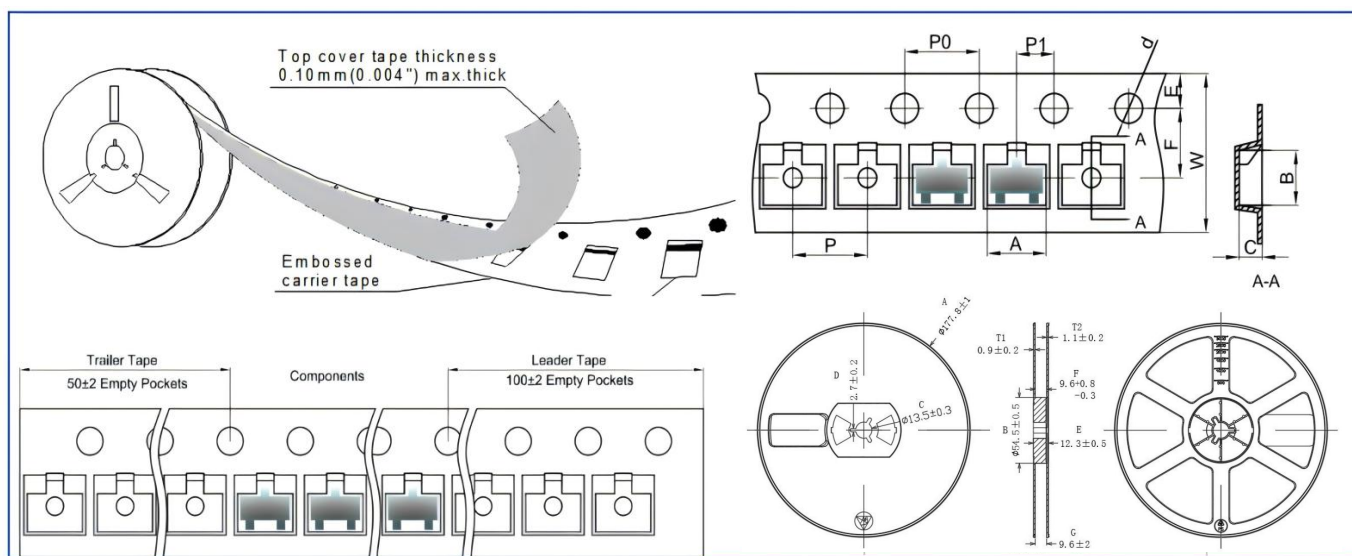 Top cover tape thickness
0.10mm(0.004") max.thick
Embossed
carrier tape
P0
P1
d
E
F
W
A
A
B
C
P
A
A-A
Trailer Tape
50±2 Empty Pockets
Components
Leader Tape
100±2 Empty Pockets
A
Ø177.8±1
D
2.7±0.2
C
Ø13.5±0.3
T1
0.9±0.2
T2
1.1±0.2
F
9.6+0.8
-0.3
B
Ø54.5±0.5
E
12.3±0.5
G
9.6±2